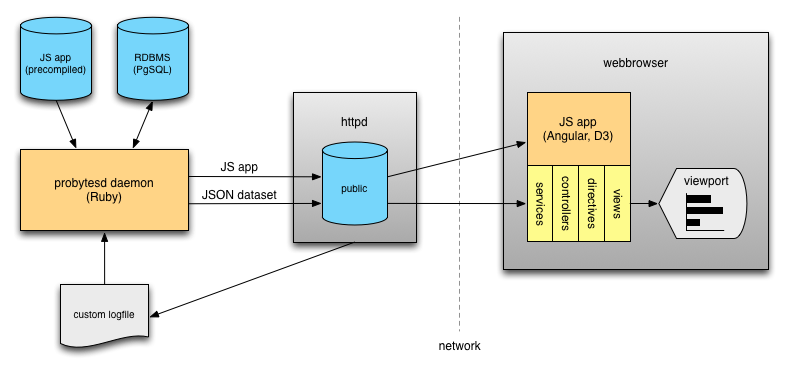 JS app
(precompiled)
RDBMS
(PgSQL)
webbrowser
httpd
JS app
(Angular, D3)
probytesd daemon
(Ruby)
JS app
JSON dataset
public
services
controllers
directives
views
viewport
custom logfile
network